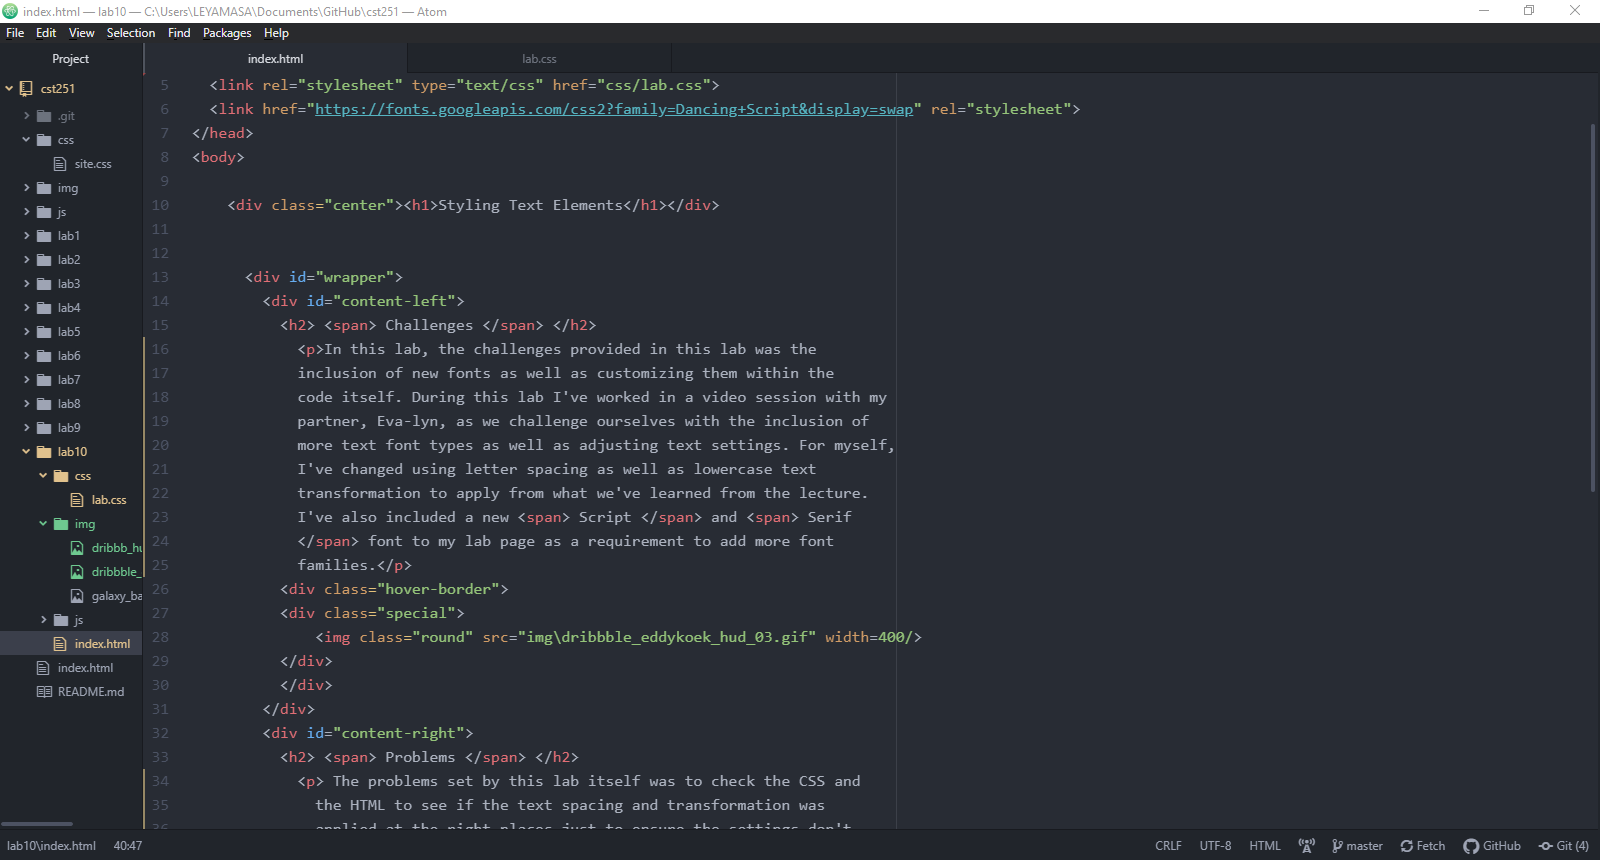 index.html — lab10 — C:\Users\LEYAMASA\Documents\GitHub\cst251 — Atom
File Edit View Selection Find Packages Help
Project
cst251
.git
css
site.css
img
js
lab1
lab2
lab3
lab4
lab5
lab6
lab7
lab8
lab9
lab10
css
lab.css
img
dribbb_hu
dribbble_
galaxy_ba
js
index.html
index.html
README.md
index.html lab.css
5 <link rel="stylesheet" type="text/css" href="css/lab.css">
6 <link href="https://fonts.googleapis.com/css2?family=Dancing+Script&display=swap" rel="stylesheet">
7 </head>
8 <body>
9
10 <div class="center"><h1>Styling Text Elements</h1></div>
11
12
13 <div id="wrapper">
14 <div id="content-left">
15 <h2> <span> Challenges </span> </h2>
16 <p>In this lab, the challenges provided in this lab was the
17 inclusion of new fonts as well as customizing them within the
18 code itself. During this lab I've worked in a video session with my
19 partner, Eva-lyn, as we challenge ourselves with the inclusion of
20 more text font types as well as adjusting text settings. For myself,
21 I've changed using letter spacing as well as lowercase text
22 transformation to apply from what we've learned from the lecture.
23 I've also included a new <span> Script </span> and <span> Serif
24 </span> font to my lab page as a requirement to add more font
25 families.</p>
26 <div class="hover-border">
27 <div class="special">
28 <img class="round" src="img\dribbble_eddykoek_hud_03.gif" width=400/>
29 </div>
30 </div>
31 </div>
32 <div id="content-right">
33 <h2> <span> Problems </span> </h2>
34 <p> The problems set by this lab itself was to check the CSS and
35 the HTML to see if the text spacing and transformation was
36 applied at the right places just to ensure the settings don't
lab10\index.html 40:47 CRLF UTF-8 HTML master Fetch GitHub Git (4)